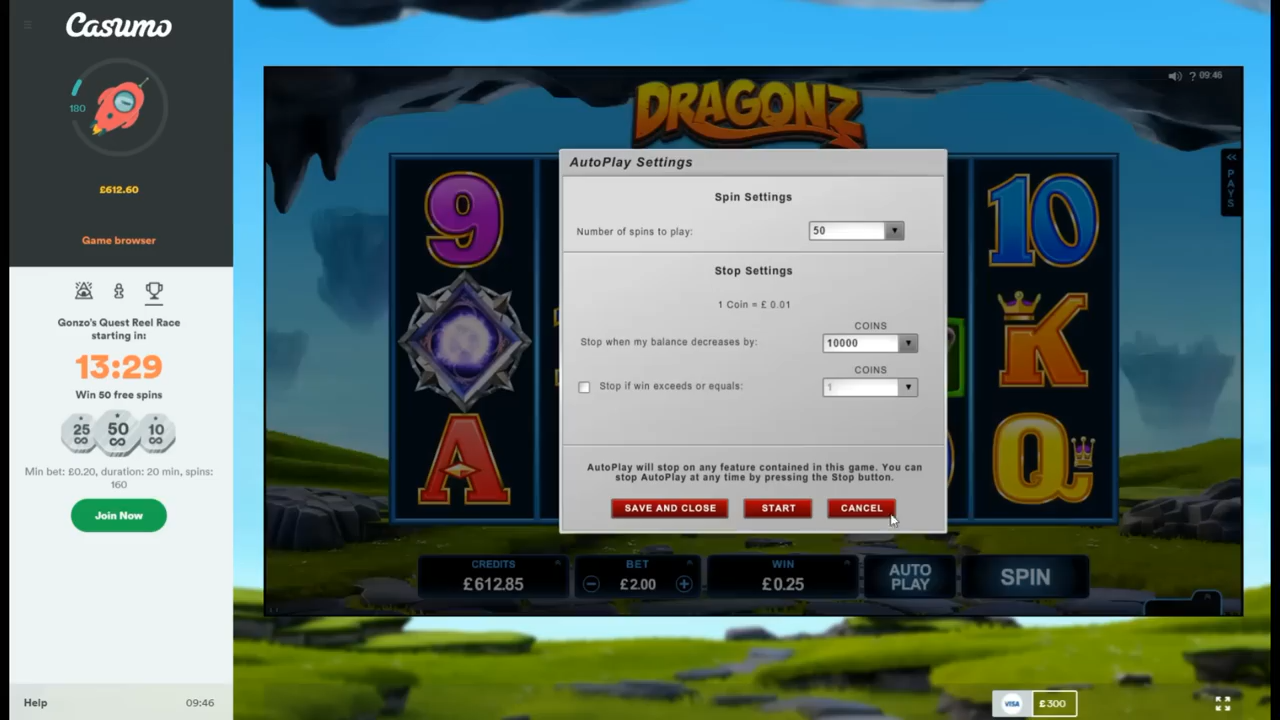 Casumo
180
£612.60
Game browser
Gonzo's Quest Reel Race
starting in:
13:29
Win 50 free spins
25 50 10
∞ ∞ ∞
Min bet: £0.20, duration: 20 min, spins:
160
Join Now
Help 09:46
? 09:46
DRAGONZ
PAYS
9
A
10
K
Q
AutoPlay Settings
Spin Settings
Number of spins to play: 50
Stop Settings
1 Coin = £ 0.01
COINS
Stop when my balance decreases by: 10000
COINS
Stop if win exceeds or equals: 1
AutoPlay will stop on any feature contained in this game. You can
stop AutoPlay at any time by pressing the Stop button.
SAVE AND CLOSE START CANCEL
CREDITS BET WIN
£612.85 £2.00 £0.25
AUTO
PLAY
SPIN
VISA £300